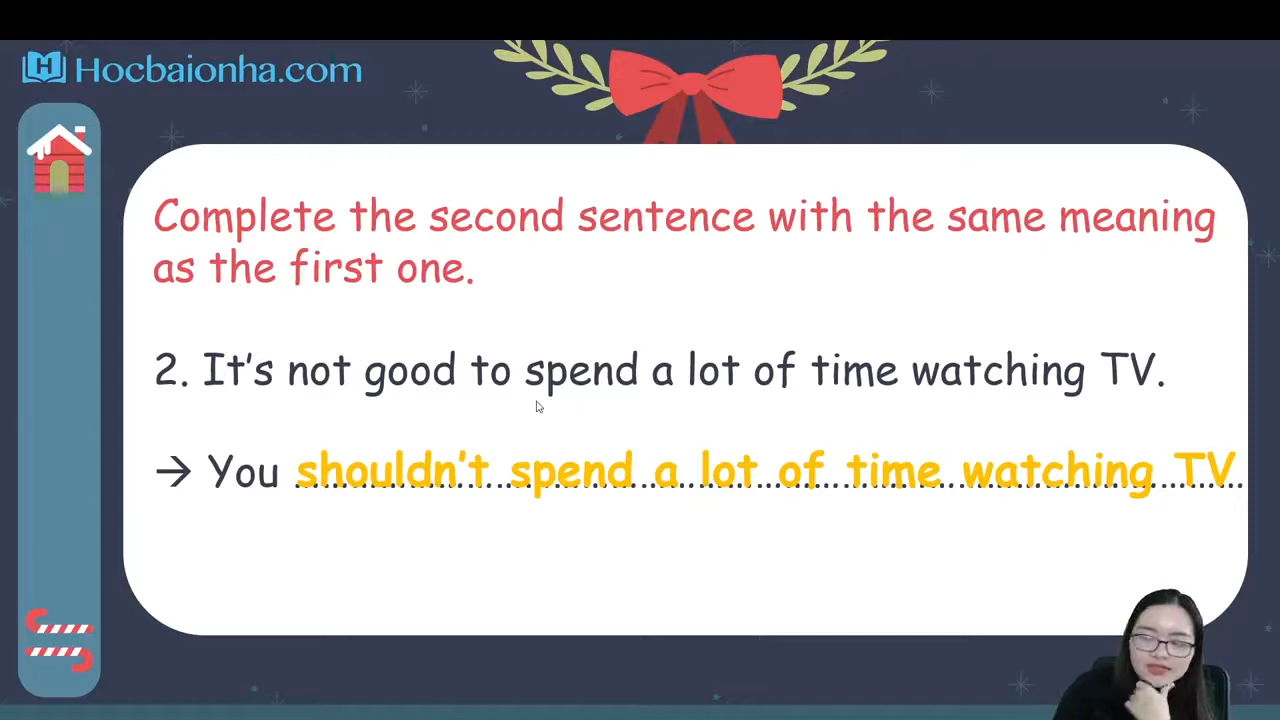 Hocbaionha.com
Complete the second sentence with the same meaning
as the first one.
2. It's not good to spend a lot of time watching TV.
→ You shouldn't spend a lot of time watching TV